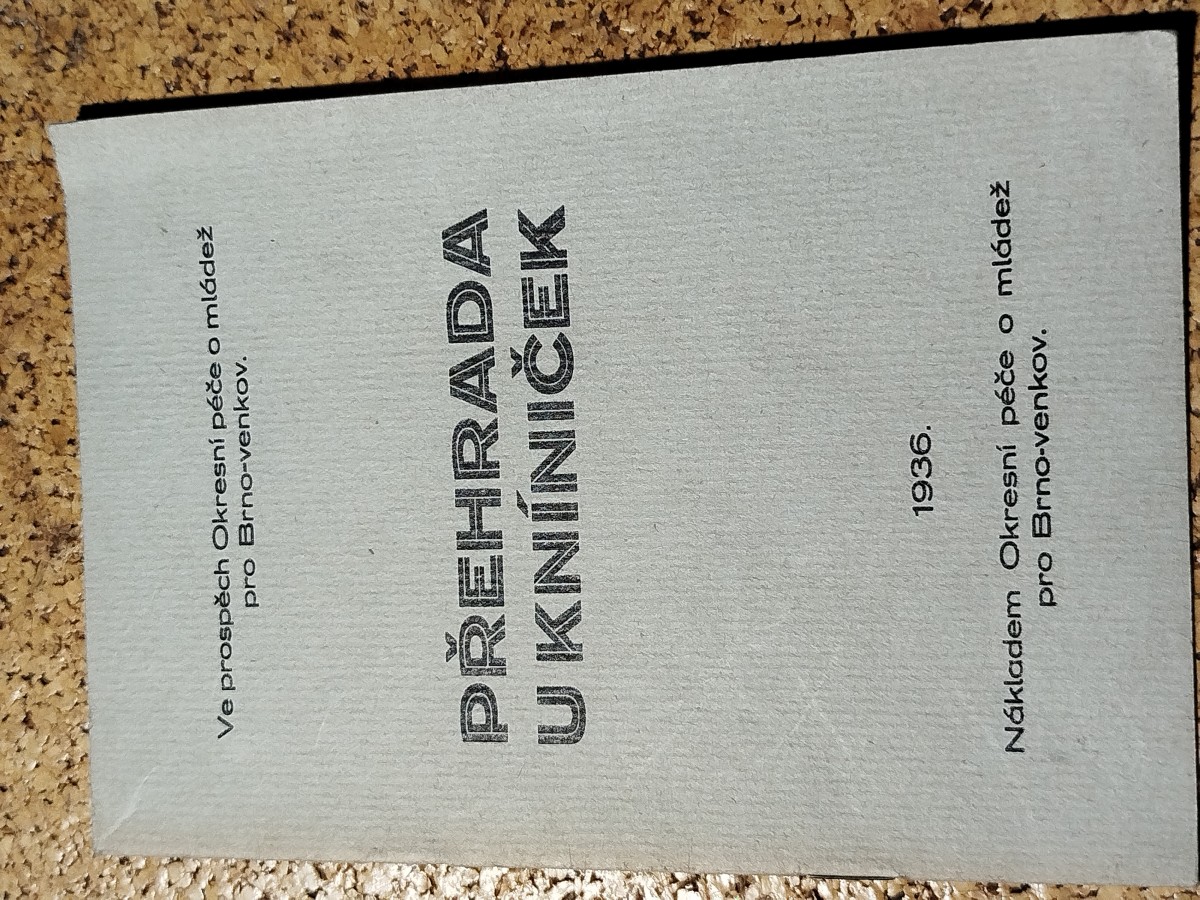 Ve prospěch Okresní péče o mládež
pro Brno-venkov.
PŘEHRADA
U KNÍNIČEK
1936.
Nákladem Okresní péče o mládež
pro Brno-venkov.